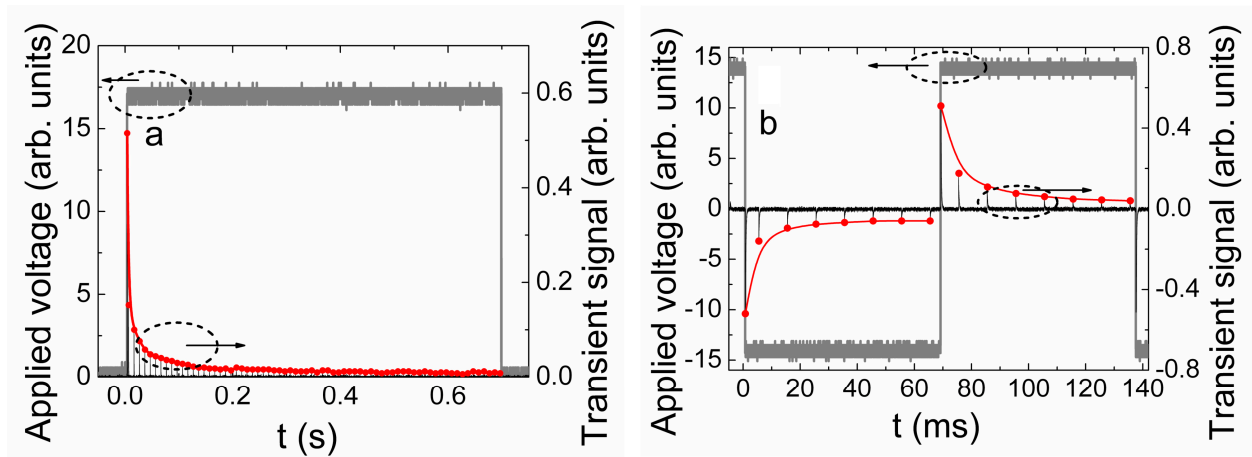 Applied voltage (arb. units)
20
15
10
5
0
a
0.0 0.2 0.4 0.6
t (s)
0.6
0.4
0.2
0.0
Transient signal (arb. units)
Applied voltage (arb. units)
15
10
5
0
-5
-10
-15
b
0 20 40 60 80 100 120 140
t (ms)
0.8
0.4
0.0
-0.4
-0.8
Transient signal (arb. units)